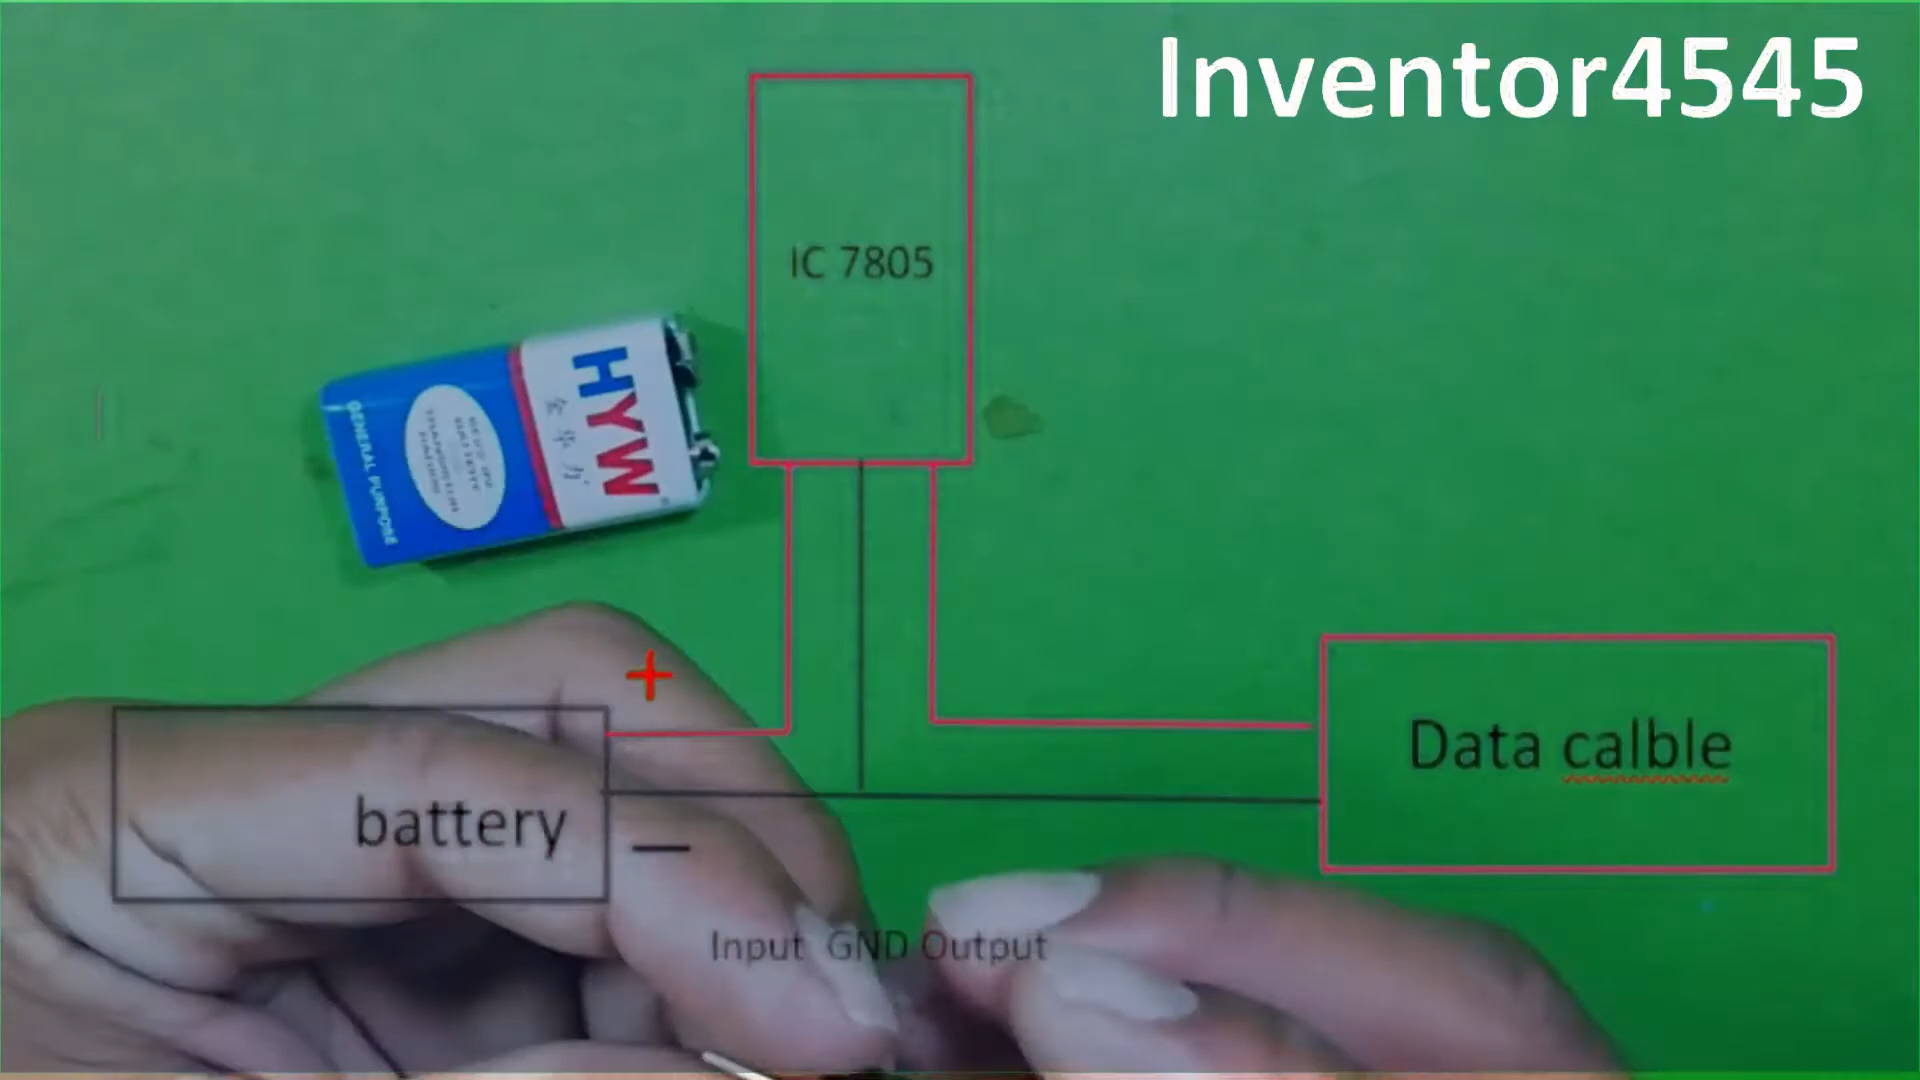 Inventor4545
IC 7805
HYW
GENERAL PURPOSE
+
Data calble
battery
—
Input GND Output